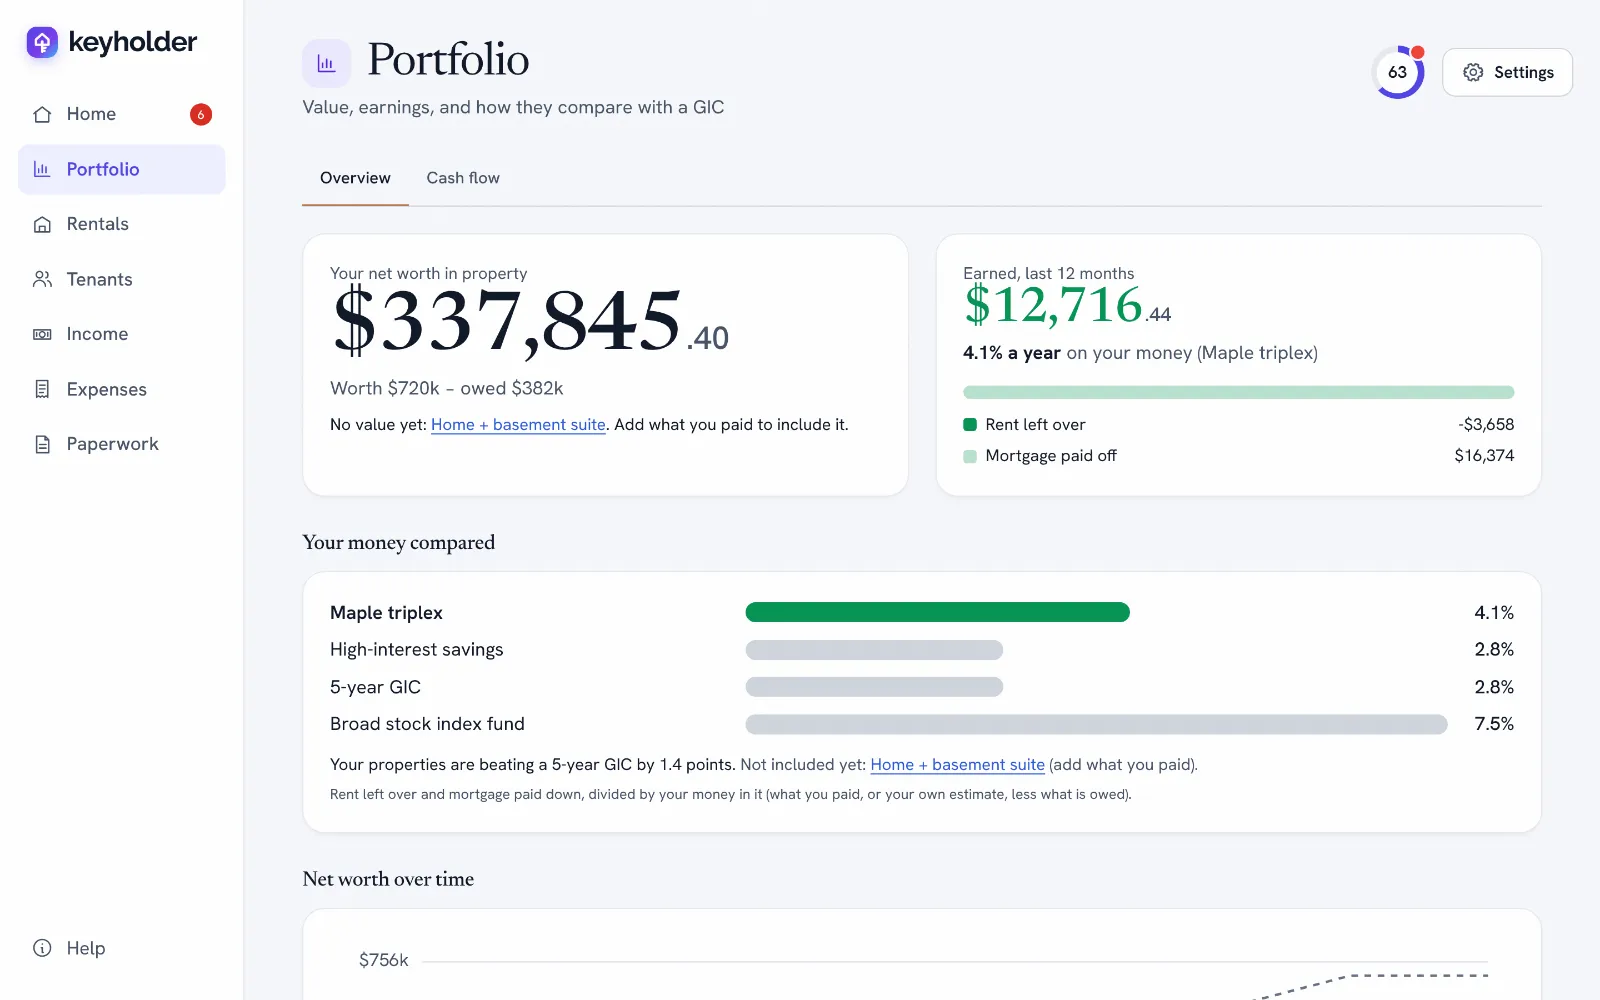 keyholder
Home 6
Portfolio
Rentals
Tenants
Income
Expenses
Paperwork
Help
Portfolio
Value, earnings, and how they compare with a GIC
63
Settings
Overview Cash flow
Your net worth in property
$337,845.40
Worth $720k – owed $382k
No value yet: Home + basement suite. Add what you paid to include it.
Earned, last 12 months
$12,716.44
4.1% a year on your money (Maple triplex)
Rent left over -$3,658
Mortgage paid off $16,374
Your money compared
Maple triplex 4.1%
High-interest savings 2.8%
5-year GIC 2.8%
Broad stock index fund 7.5%
Your properties are beating a 5-year GIC by 1.4 points. Not included yet: Home + basement suite (add what you paid).
Rent left over and mortgage paid down, divided by your money in it (what you paid, or your own estimate, less what is owed).
Net worth over time
$756k